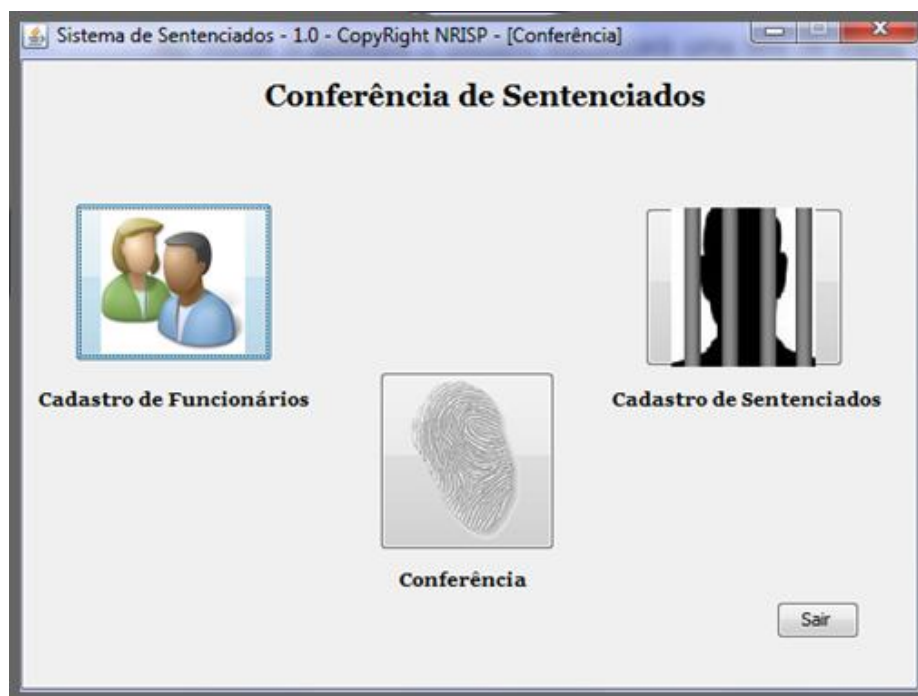 Sistema de Sentenciados - 1.0 - CopyRight NRISP - [Conferência]
Conferência de Sentenciados
Cadastro de Funcionários
Cadastro de Sentenciados
Conferência
Sair